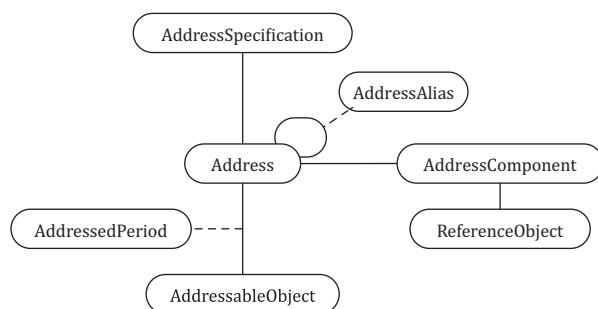 AddressSpecification
AddressAlias
Address
AddressComponent
AddressedPeriod
ReferenceObject
AddressableObject